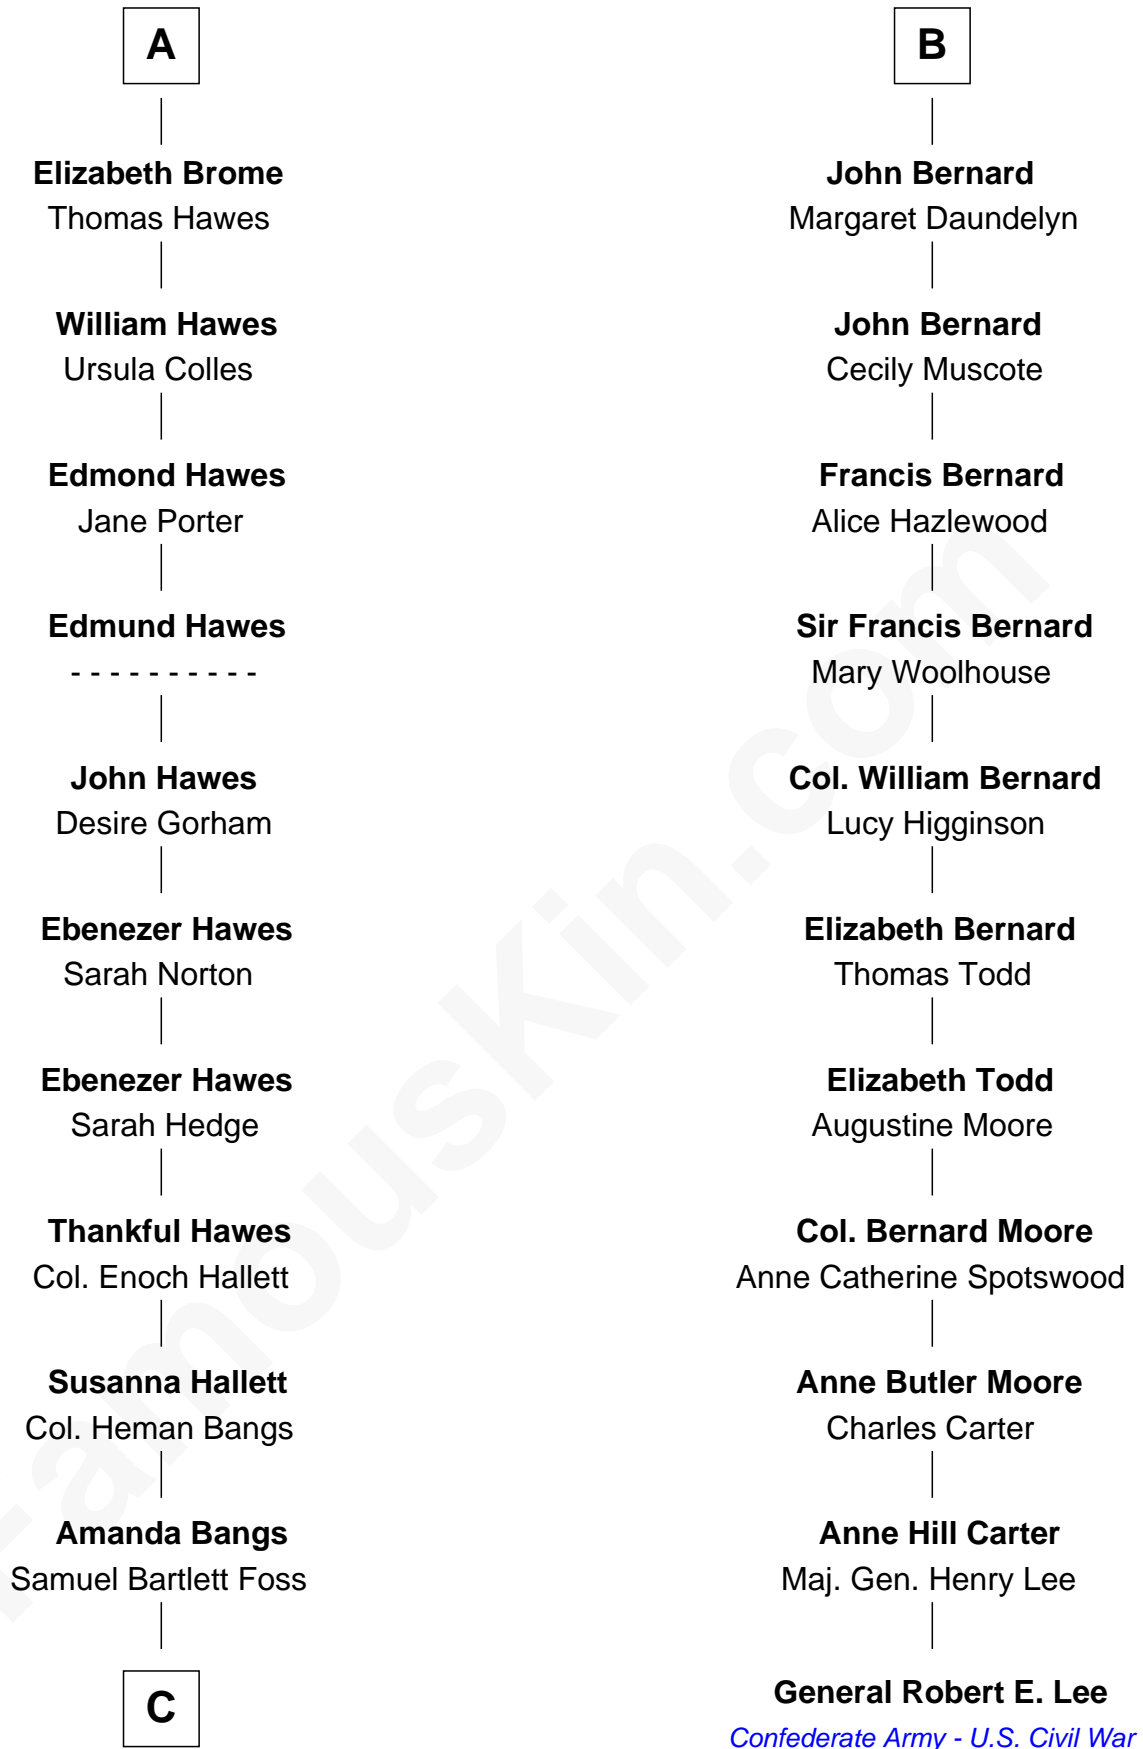 A
Elizabeth Brome
Thomas Hawes
William Hawes
Ursula Colles
Edmond Hawes
Jane Porter
Edmund Hawes
- - - - - - - - - -
John Hawes
Desire Gorham
Ebenezer Hawes
Sarah Norton
Ebenezer Hawes
Sarah Hedge
Thankful Hawes
Col. Enoch Hallett
Susanna Hallett
Col. Heman Bangs
Amanda Bangs
Samuel Bartlett Foss
C
B
John Bernard
Margaret Daundelyn
John Bernard
Cecily Muscote
Francis Bernard
Alice Hazlewood
Sir Francis Bernard
Mary Woolhouse
Col. William Bernard
Lucy Higginson
Elizabeth Bernard
Thomas Todd
Elizabeth Todd
Augustine Moore
Col. Bernard Moore
Anne Catherine Spotswood
Anne Butler Moore
Charles Carter
Anne Hill Carter
Maj. Gen. Henry Lee
General Robert E. Lee
Confederate Army - U.S. Civil War
FamousKin.com